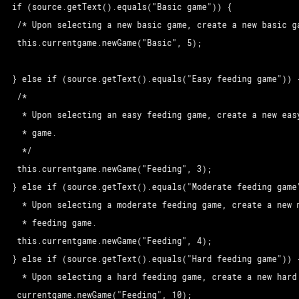 if (source.getText().equals("Basic game")) {
/* Upon selecting a new basic game, create a new basic
this.currentgame.newGame("Basic", 5);
} else if (source.getText().equals("Easy feeding game"))
/*
* Upon selecting an easy feeding game, create a new easy
* game.
*/
this.currentgame.newGame("Feeding", 3);
} else if (source.getText().equals("Moderate feeding game"
* Upon selecting a moderate feeding game, create a new
* feeding game.
this.currentgame.newGame("Feeding", 4);
} else if (source.getText().equals("Hard feeding game"))
* Upon selecting a hard feeding game, create a new hard
currentgame.newGame("Feeding", 10);